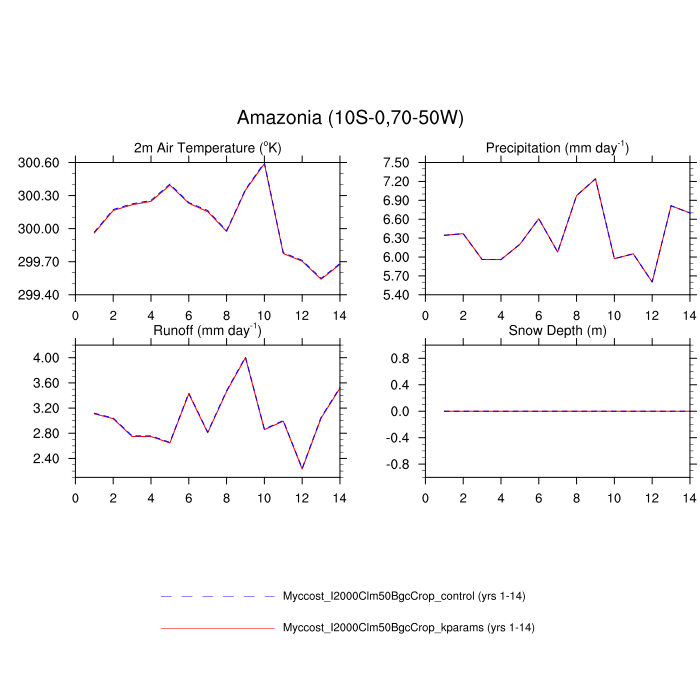 Amazonia (10S-0,70-50W)
2m Air Temperature (°K)
300.60
300.30
300.00
299.70
299.40
0 2 4 6 8 10 12 14
Precipitation (mm day⁻¹)
7.50
7.20
6.90
6.60
6.30
6.00
5.70
5.40
0 2 4 6 8 10 12 14
Runoff (mm day⁻¹)
4.00
3.60
3.20
2.80
2.40
0 2 4 6 8 10 12 14
Snow Depth (m)
0.8
0.4
0.0
-0.4
-0.8
0 2 4 6 8 10 12 14
Myccost_I2000Clm50BgcCrop_control (yrs 1-14)
Myccost_I2000Clm50BgcCrop_kparams (yrs 1-14)